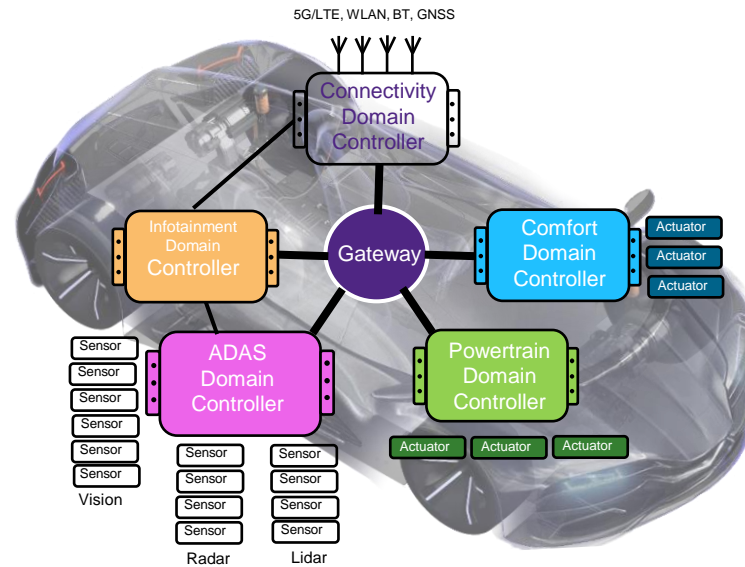 5G/LTE, WLAN, BT, GNSS
Connectivity
Domain
Controller
Infotainment
Domain
Controller
Gateway
Comfort
Domain
Controller
Actuator
Actuator
Actuator
ADAS
Domain
Controller
Powertrain
Domain
Controller
Sensor
Sensor
Sensor
Sensor
Sensor
Sensor
Vision
Sensor
Sensor
Sensor
Sensor
Radar
Sensor
Sensor
Sensor
Sensor
Lidar
Actuator
Actuator
Actuator